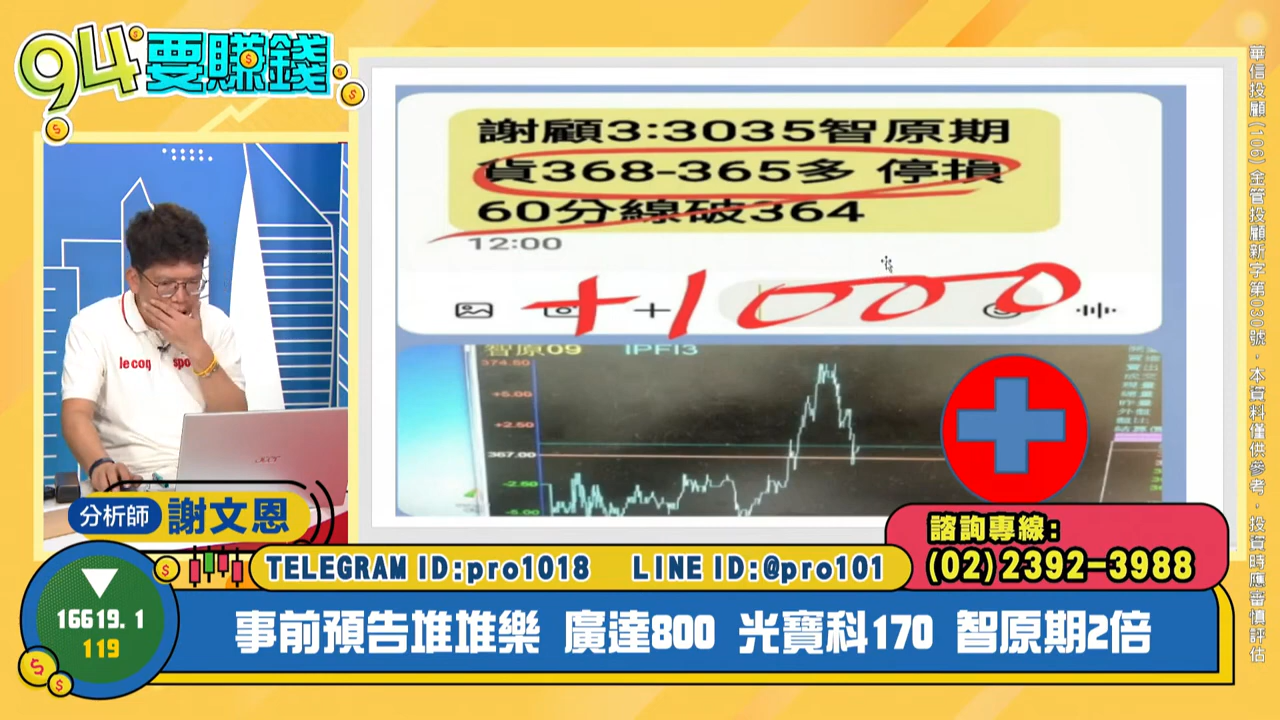 94要賺錢
謝顧3:3035智原期
貨368-365多 停損
60分線破364
12:00
+1000
智原09 IPFI3
374.50
+5.00
+2.50
367.00
-2.50
-5.00
le coq spo
acer
分析師 謝文恩
諮詢專線:
(02)2392-3988
TELEGRAM ID:pro1018 LINE ID:@pro101
16619.1
119
事前預告堆堆樂 廣達800 光寶科170 智原期2倍
華信投顧(106)金管投顧新字第030號,本資料僅供參考,投資時應審慎評估